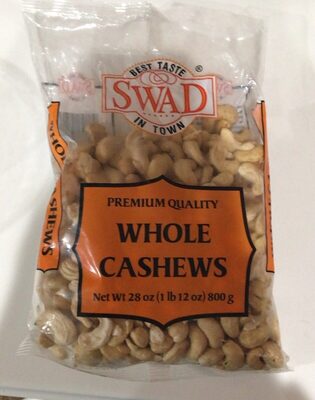 BEST TASTE
®
SWAD
IN TOWN
PREMIUM QUALITY
WHOLE
CASHEWS
Net Wt 28 oz (1 lb 12 oz) 800 g